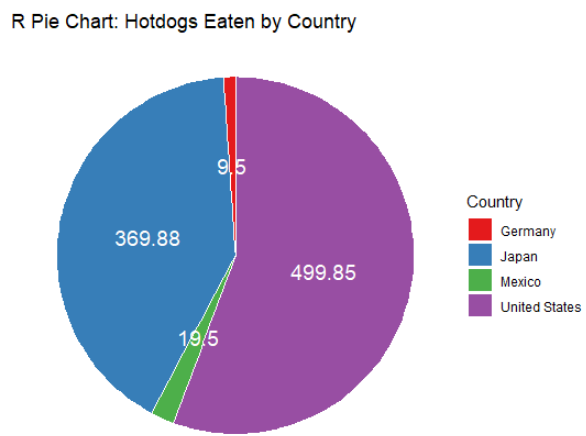 R Pie Chart: Hotdogs Eaten by Country
9.5
369.88
499.85
19.5
Country
Germany
Japan
Mexico
United States